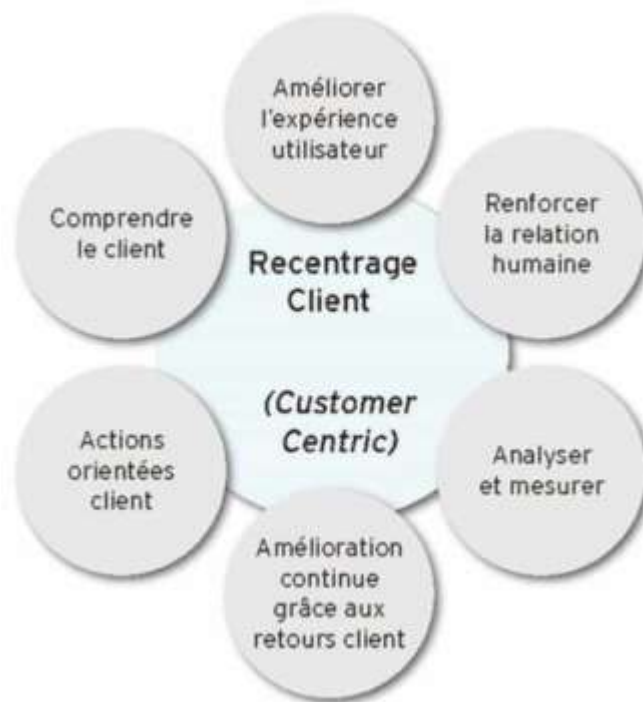 Améliorer
l'expérience
utilisateur
Comprendre
le client
Renforcer
la relation
humaine
Recentrage
Client
(Customer
Centric)
Actions
orientées
client
Analyser
et mesurer
Amélioration
continue
grâce aux
retours client